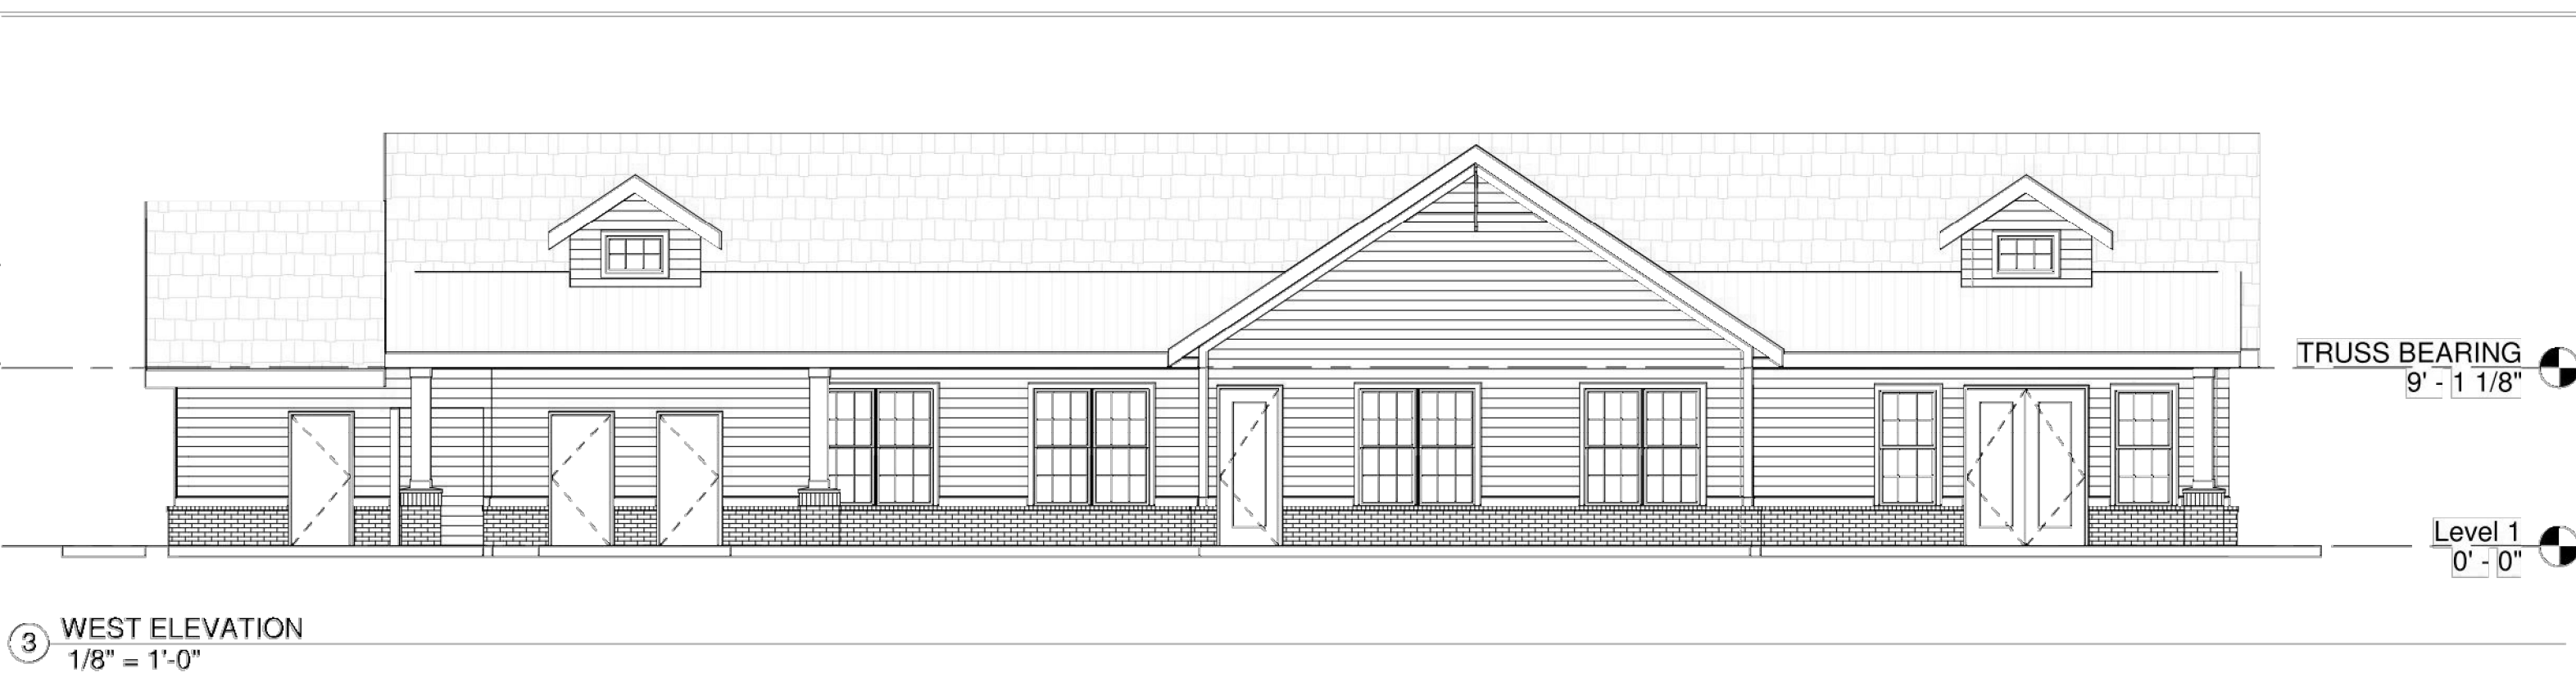 TRUSS BEARING
9' - 1 1/8"
Level 1
0' - 0"
3 WEST ELEVATION
1/8" = 1'-0"